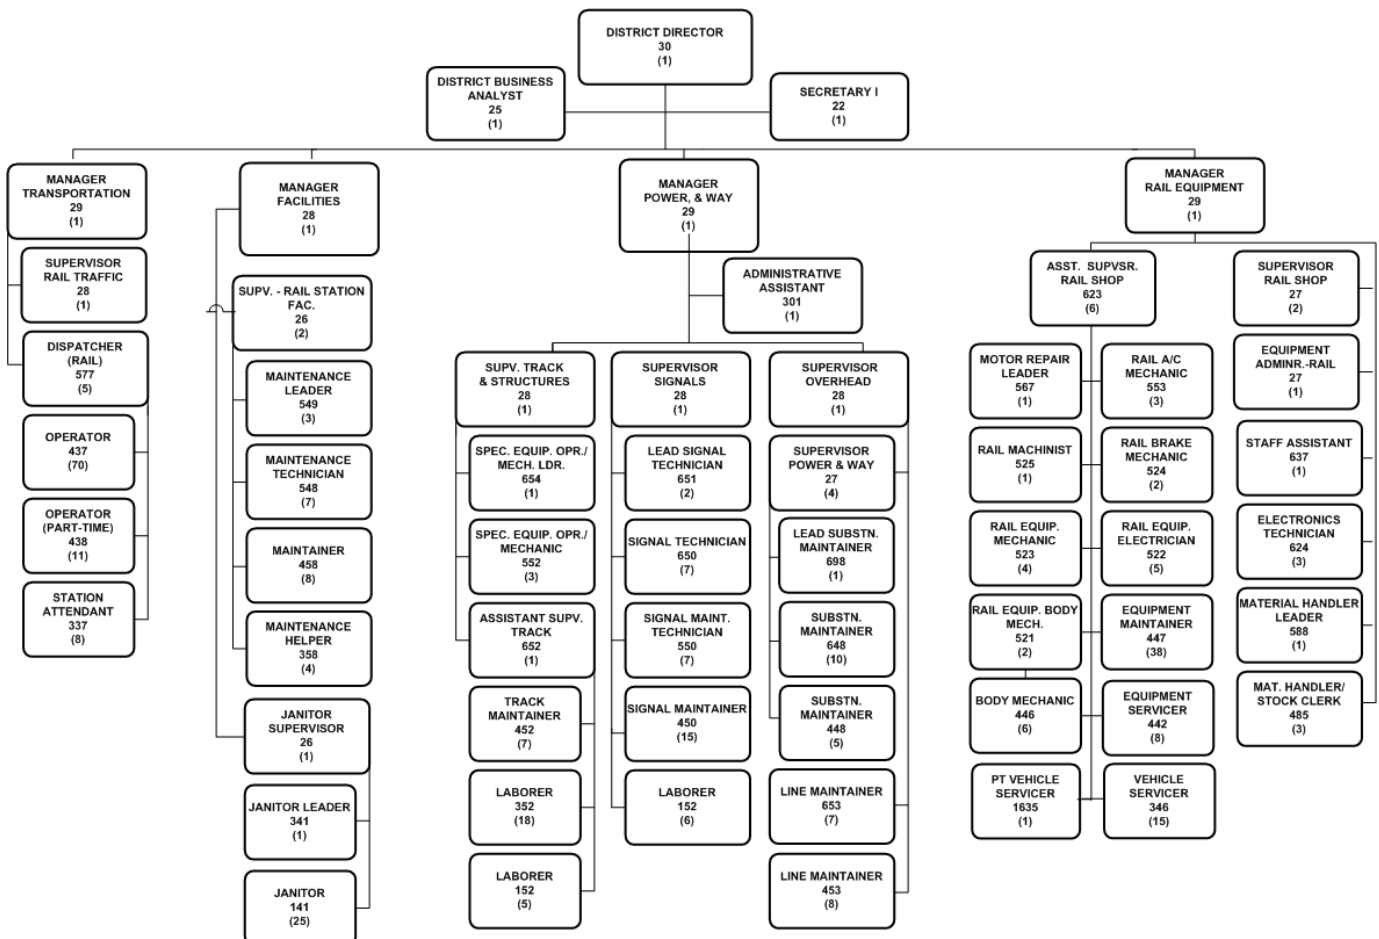 DISTRICT DIRECTOR
30
(1)
DISTRICT BUSINESS
ANALYST
25
(1)
SECRETARY I
22
(1)
MANAGER
TRANSPORTATION
29
(1)
SUPERVISOR
RAIL TRAFFIC
28
(1)
DISPATCHER
(RAIL)
577
(5)
OPERATOR
437
(70)
OPERATOR
(PART-TIME)
438
(11)
STATION
ATTENDANT
337
(8)
MANAGER
FACILITIES
28
(1)
SUPV. - RAIL STATION
FAC.
26
(2)
MAINTENANCE
LEADER
549
(3)
MAINTENANCE
TECHNICIAN
548
(7)
MAINTAINER
458
(8)
MAINTENANCE
HELPER
358
(4)
JANITOR
SUPERVISOR
26
(1)
JANITOR LEADER
341
(1)
JANITOR
141
(25)
MANAGER
POWER, & WAY
29
(1)
ADMINISTRATIVE
ASSISTANT
301
(1)
SUPV. TRACK
& STRUCTURES
28
(1)
SPEC. EQUIP. OPR./
MECH. LDR.
654
(1)
SPEC. EQUIP. OPR./
MECHANIC
552
(3)
ASSISTANT SUPV.
TRACK
652
(1)
TRACK
MAINTAINER
452
(7)
LABORER
352
(18)
LABORER
152
(5)
SUPERVISOR
SIGNALS
28
(1)
LEAD SIGNAL
TECHNICIAN
651
(2)
SIGNAL TECHNICIAN
650
(7)
SIGNAL MAINT.
TECHNICIAN
550
(7)
SIGNAL MAINTAINER
450
(15)
LABORER
152
(6)
SUPERVISOR
OVERHEAD
28
(1)
SUPERVISOR
POWER & WAY
27
(4)
LEAD SUBSTN.
MAINTAINER
698
(1)
SUBSTN.
MAINTAINER
648
(10)
SUBSTN.
MAINTAINER
448
(5)
LINE MAINTAINER
653
(7)
LINE MAINTAINER
453
(8)
MANAGER
RAIL EQUIPMENT
29
(1)
ASST. SUPVSR.
RAIL SHOP
623
(6)
MOTOR REPAIR
LEADER
567
(1)
RAIL A/C
MECHANIC
553
(3)
RAIL MACHINIST
525
(1)
RAIL BRAKE
MECHANIC
524
(2)
RAIL EQUIP.
MECHANIC
523
(4)
RAIL EQUIP.
ELECTRICIAN
522
(5)
RAIL EQUIP. BODY
MECH.
521
(2)
EQUIPMENT
MAINTAINER
447
(38)
BODY MECHANIC
446
(6)
EQUIPMENT
SERVICER
442
(8)
PT VEHICLE
SERVICER
1635
(1)
VEHICLE
SERVICER
346
(15)
SUPERVISOR
RAIL SHOP
27
(2)
EQUIPMENT
ADMINR.-RAIL
27
(1)
STAFF ASSISTANT
637
(1)
ELECTRONICS
TECHNICIAN
624
(3)
MATERIAL HANDLER
LEADER
588
(1)
MAT. HANDLER/
STOCK CLERK
485
(3)